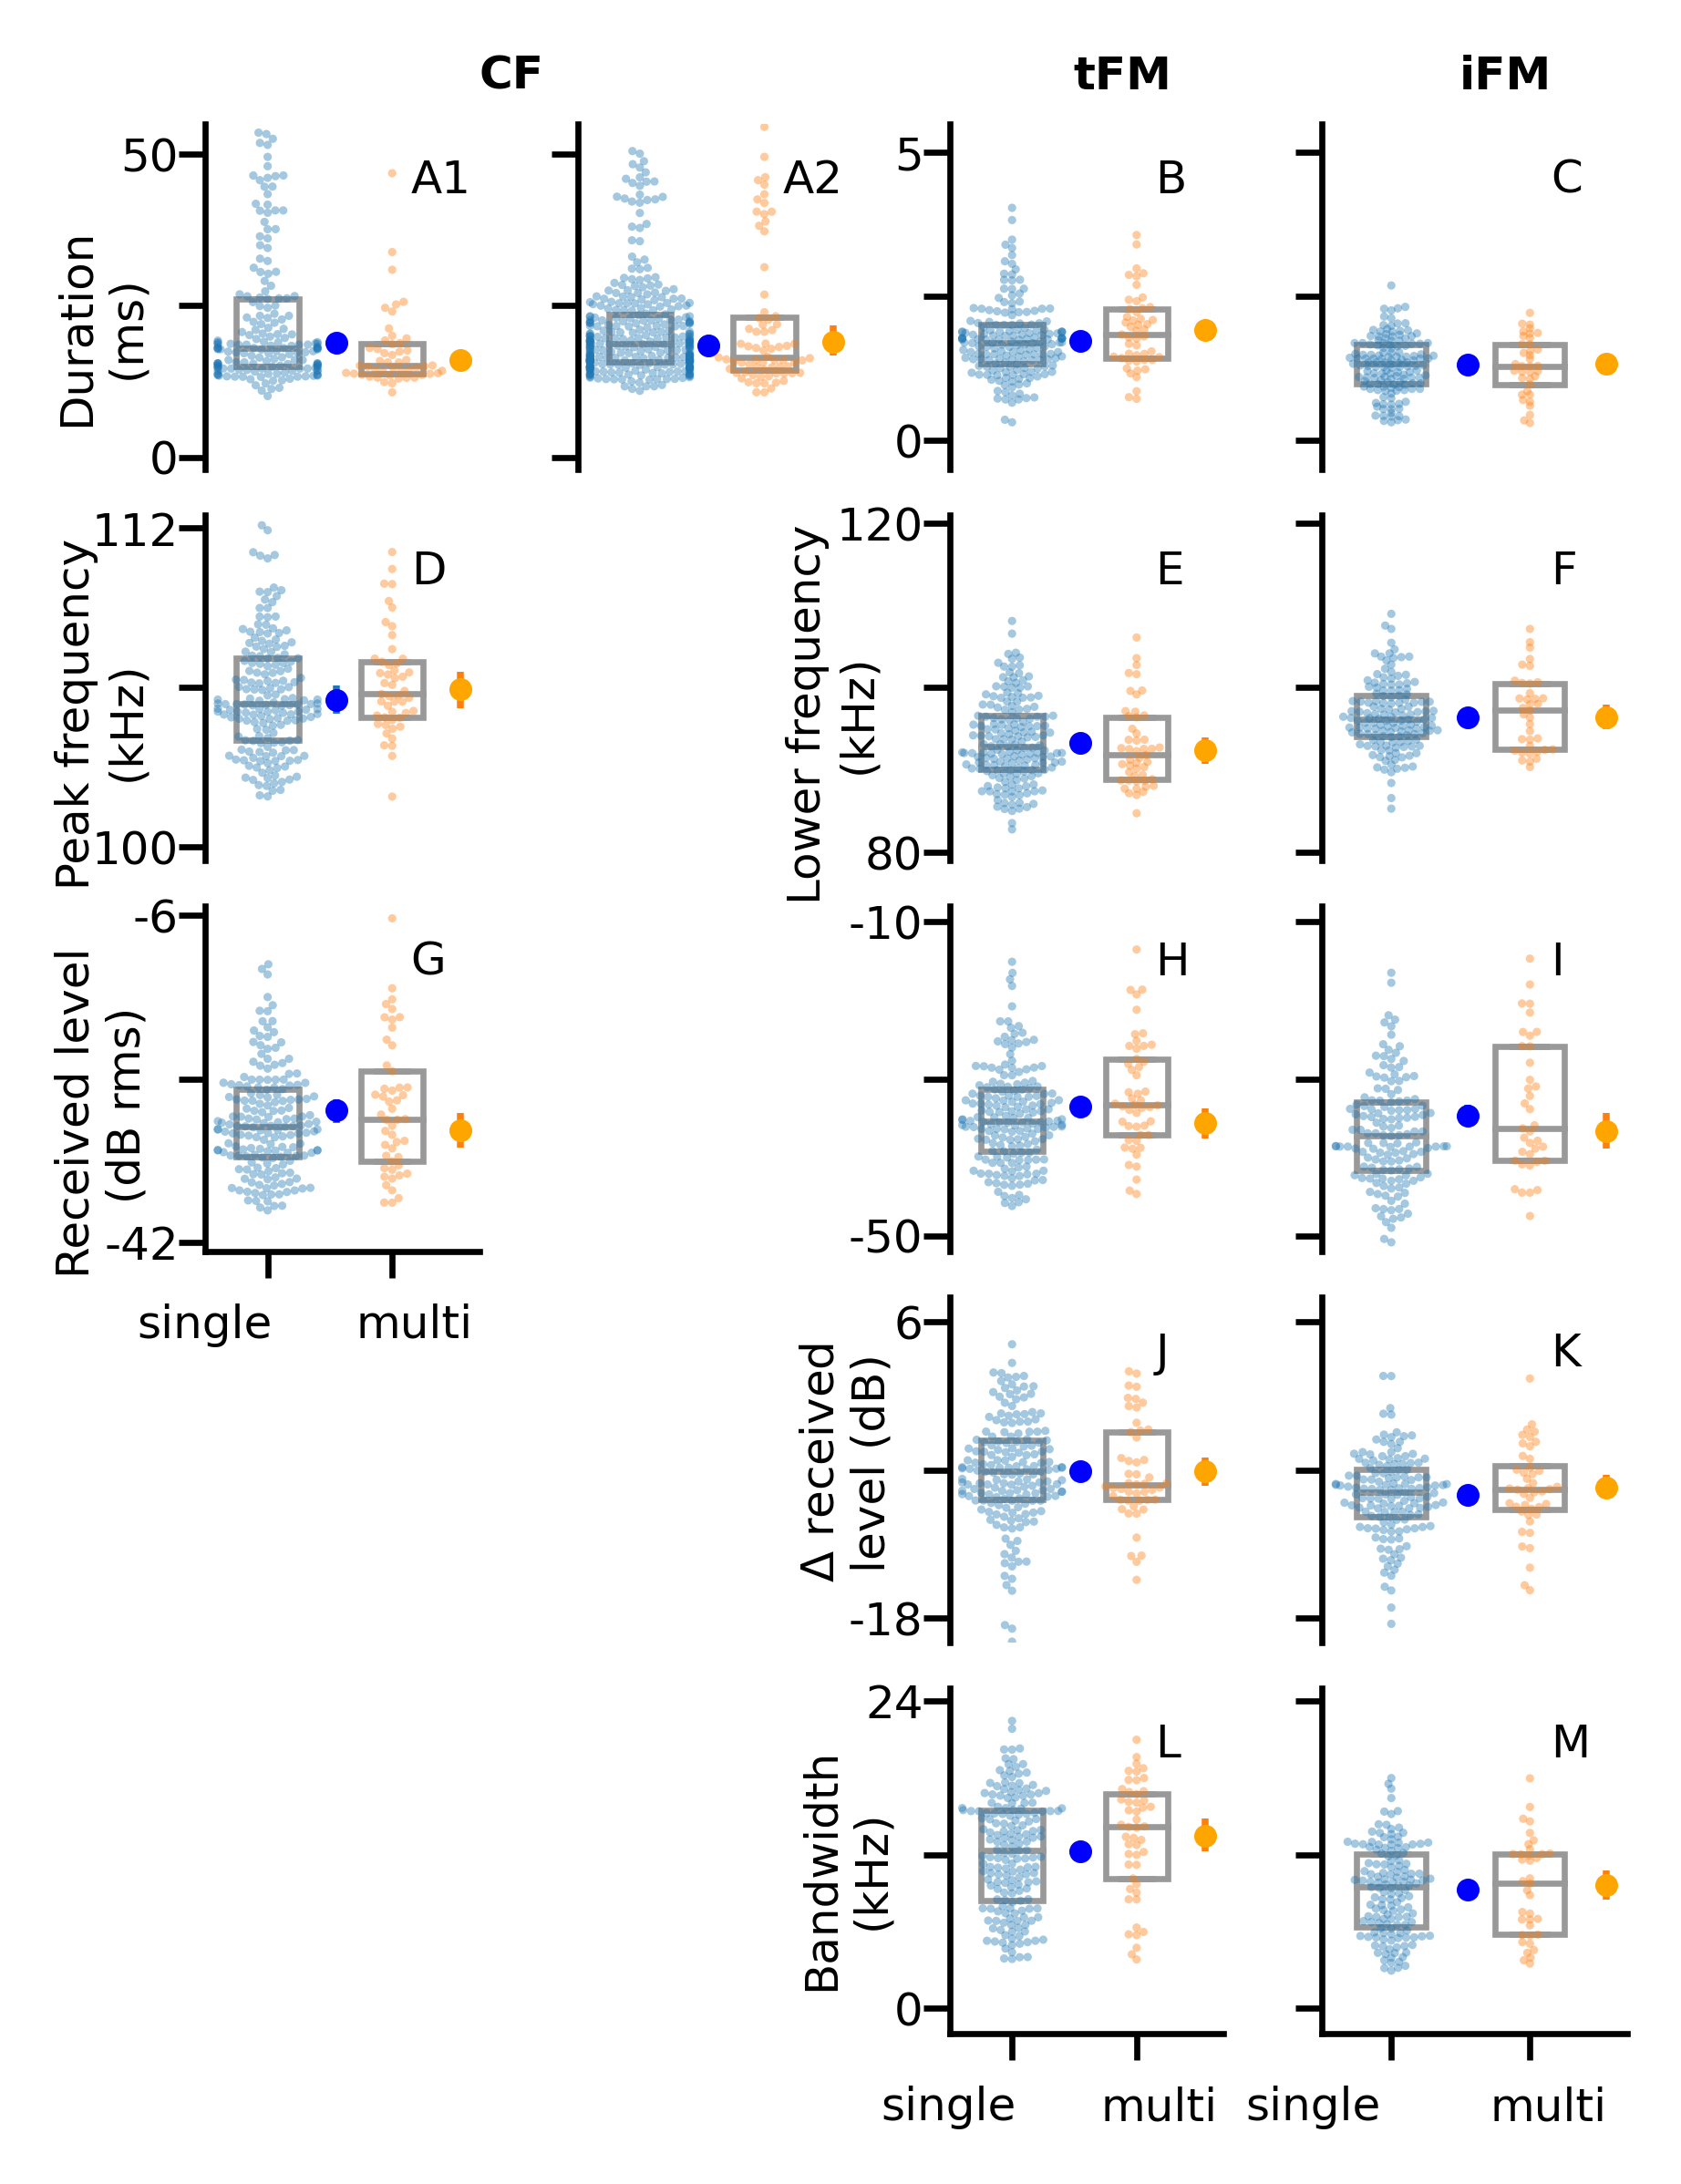 CF
tFM
iFM
Duration
(ms)
50
0
A1
A2
5
0
B
C
Peak frequency
(kHz)
112
100
D
Lower frequency
(kHz)
120
80
E
F
Received level
(dB rms)
-6
-42
G
single
multi
-10
-50
H
I
Δ received
level (dB)
6
-18
J
K
Bandwidth
(kHz)
24
0
L
M
single
multi
single
multi